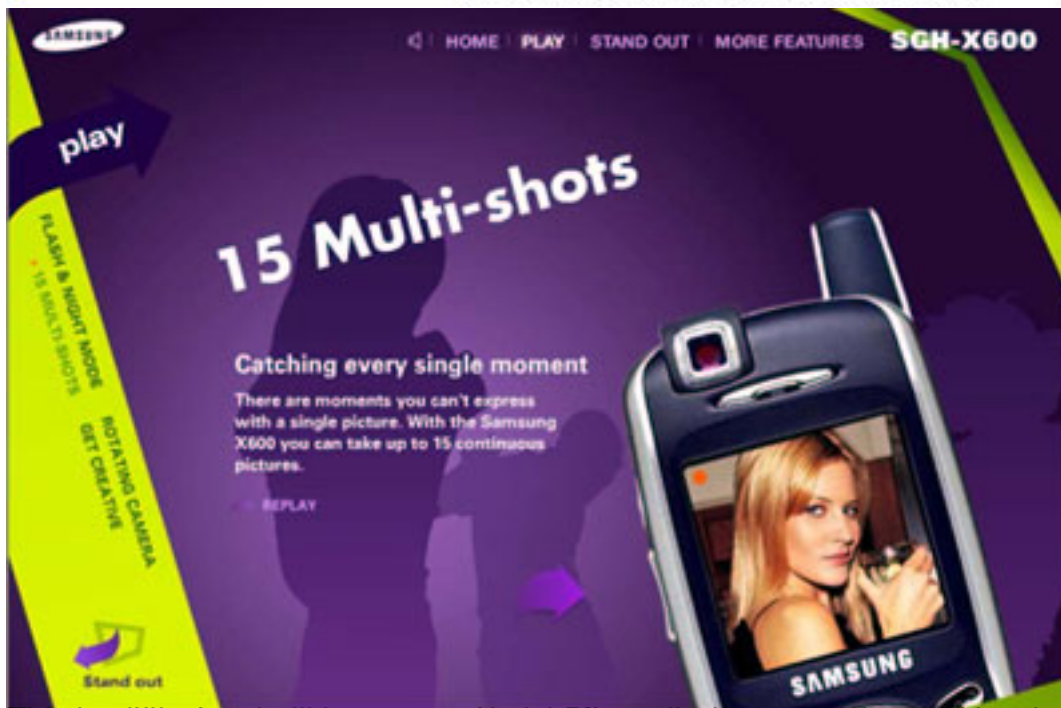 SAMSUNG
HOME PLAY STAND OUT MORE FEATURES SGH-X600
play
15 Multi-shots
FLASH & NIGHT MODE
15 MULTI-SHOTS
ROTATING CAMERA
GET CREATIVE
Catching every single moment
There are moments you can't express
with a single picture. With the Samsung
X600 you can take up to 15 continuous
pictures.
REPLAY
SAMSUNG
Stand out